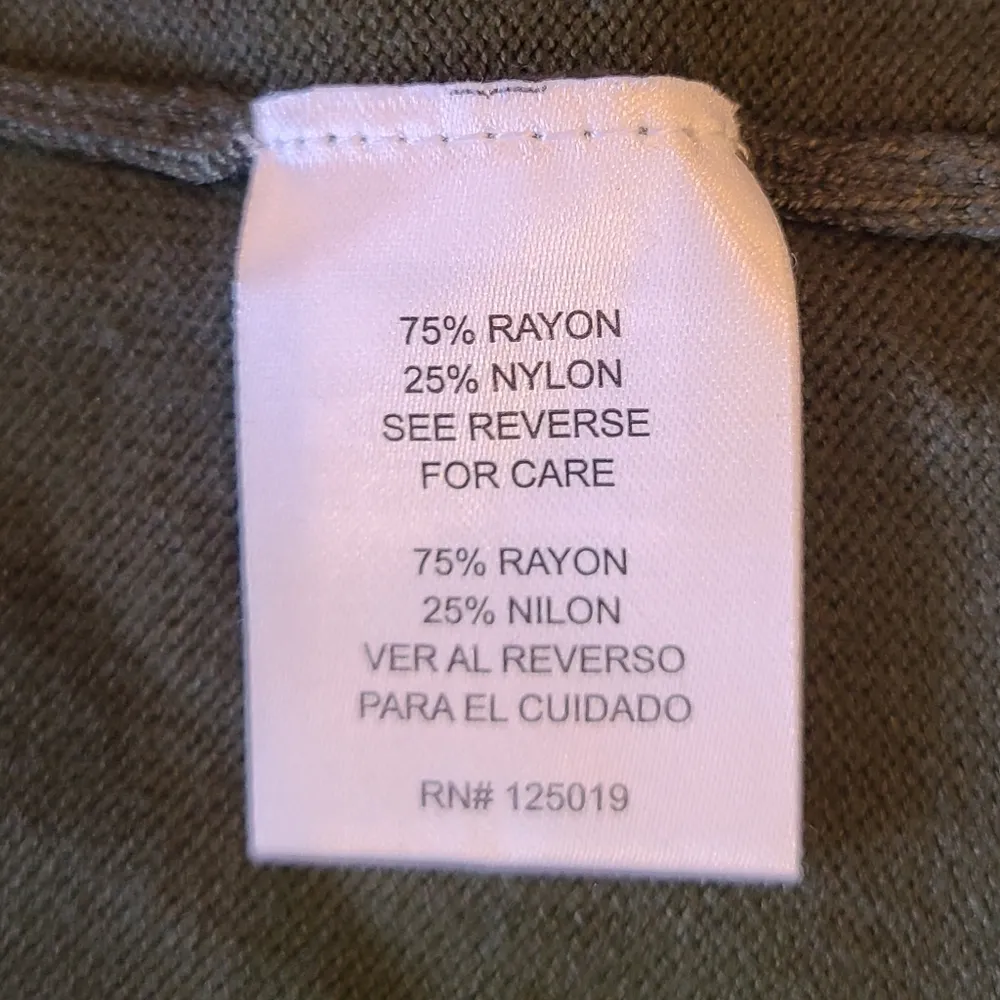 75% RAYON
25% NYLON
SEE REVERSE
FOR CARE
75% RAYON
25% NILON
VER AL REVERSO
PARA EL CUIDADO
RN# 125019